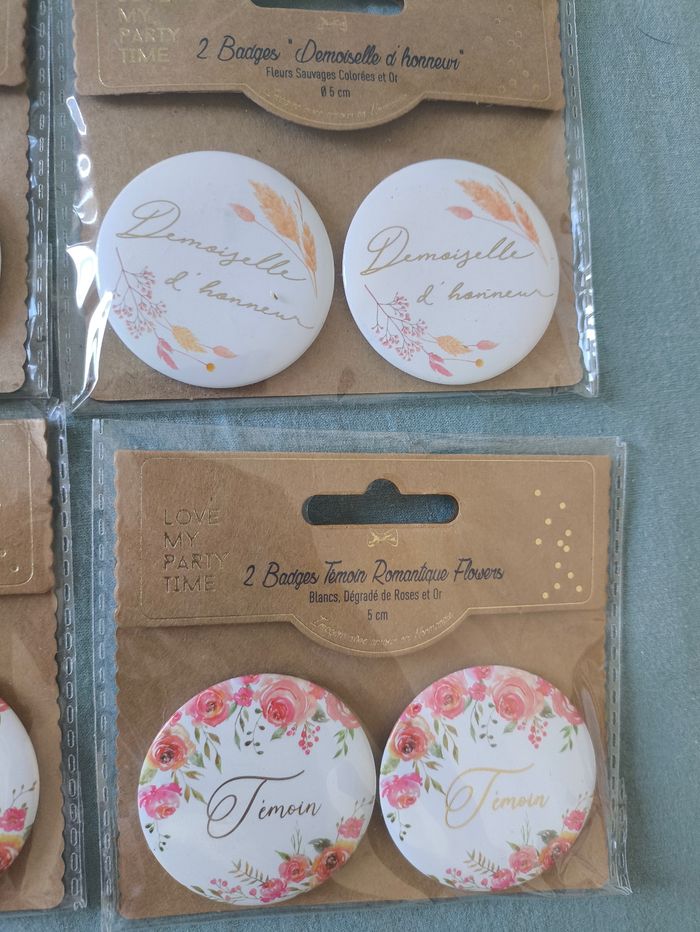 LOVE
MY
PARTY
TIME
2 Badges "Demoiselle d'honneur"
Fleurs Sauvages Colorées et Or
Ø 5 cm
Demoiselle
d'honneur
Demoiselle
d'honneur
LOVE
MY
PARTY
TIME
2 Badges Témoin Romantique Flowers
Blancs, Dégradé de Roses et Or
5 cm
Témoin
Témoin